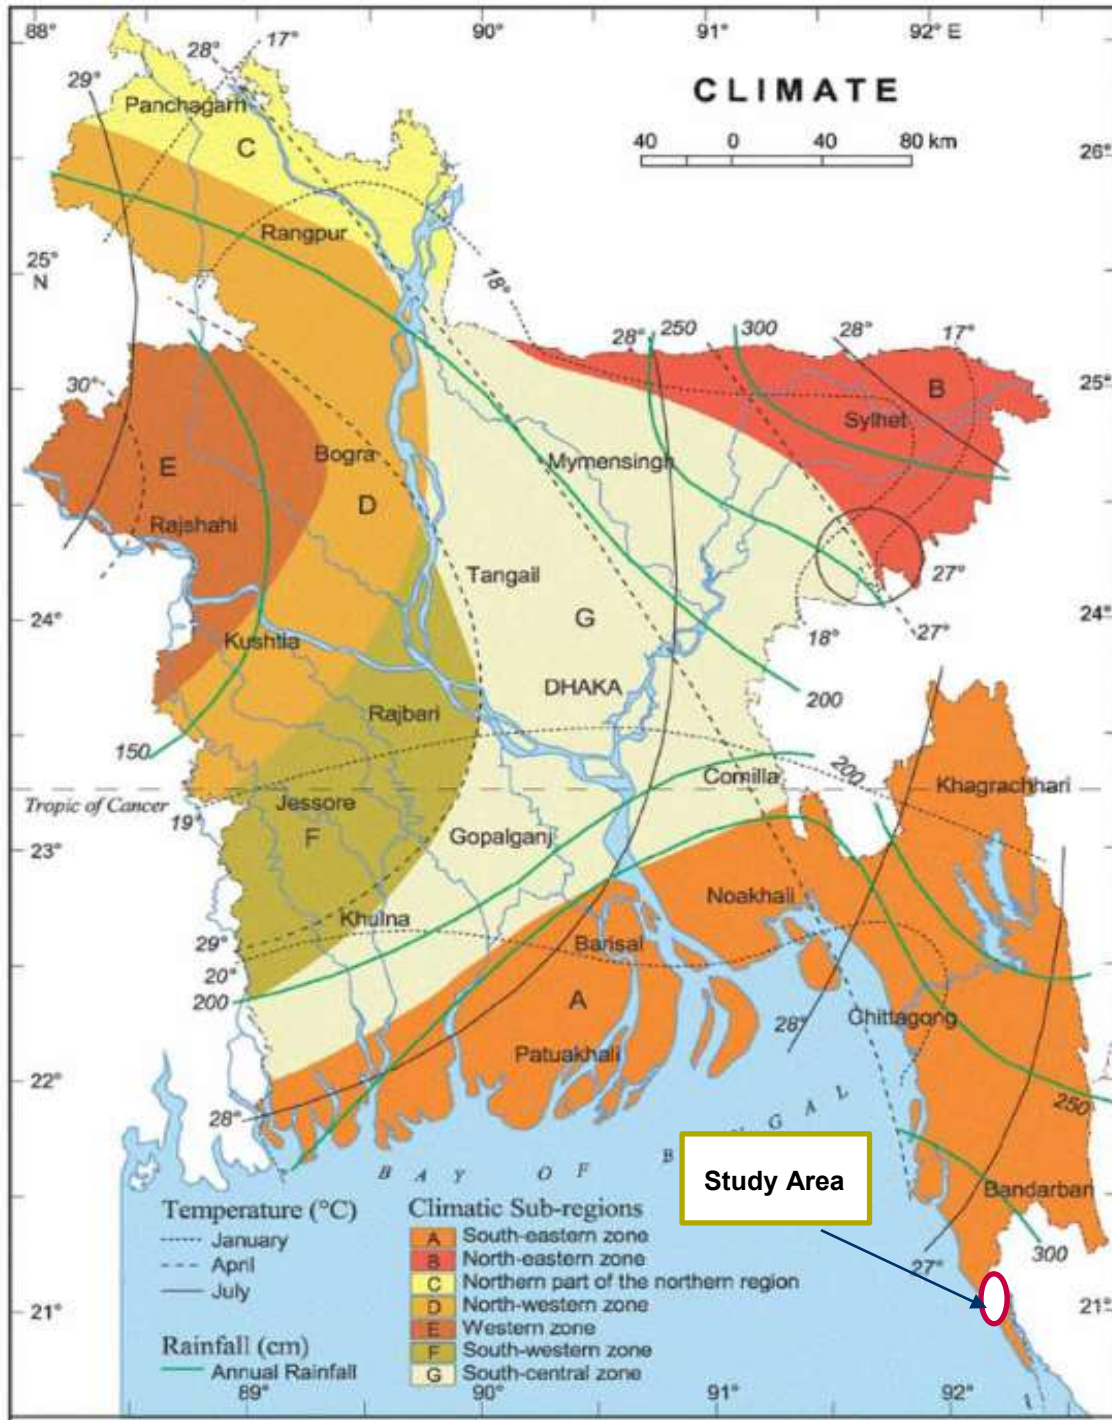 88° 90° 91° 92° E
28° 17°
CLIMATE
29°
Panchagarh
40 0 40 80 km
C
26°
Rangpur
25°
N
18°
28° 250 300 28° 17°
25°
B
30°
Sylhet
Bogra
Mymensingh
E
D
Rajshahi
Tangail
27°
24°
G
24°
Kushtia
18° 27°
DHAKA
200
Rajbari
150
Comilla
200
Khagrachhari
Tropic of Cancer
Jessore
19°
F
Gopalganj
23°
Noakhali
Khulna
29°
Barisal
20°
200
A
Chittagong
28°
Patuakhali
22°
28°
250
BAY OF B NGAL
Study Area
Bandarban
300
27°
Temperature (°C)
January
April
July
Rainfall (cm)
Annual Rainfall
Climatic Sub-regions
A South-eastern zone
B North-eastern zone
C Northern part of the northern region
D North-western zone
E Western zone
F South-western zone
G South-central zone
21°
21°
89° 90° 91° 92°